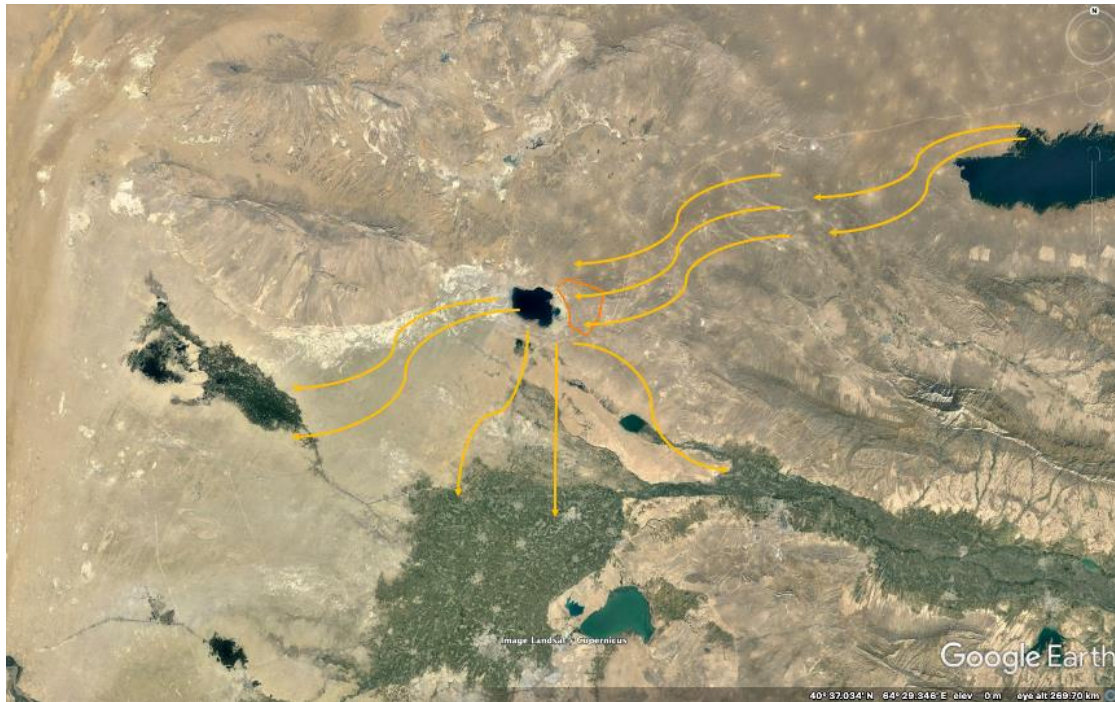 N
Image Landsat / Copernicus
Google Earth
40° 37.034' N 64° 29.346' E elev 0 m eye alt 269.70 km